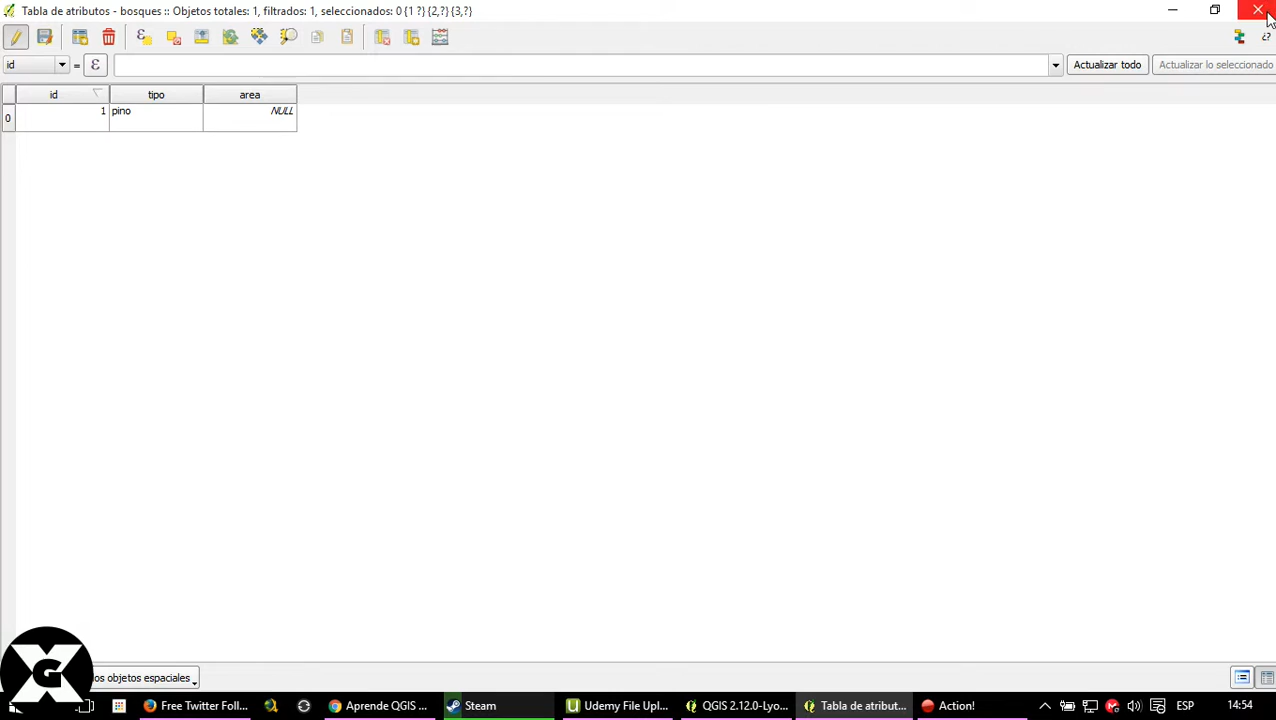 Tabla de atributos - bosques :: Objetos totales: 1, filtrados: 1, seleccionados: 0 {1 ?} {2,?} {3,?}
¿?
id = ε Actualizar todo Actualizar lo seleccionado
id tipo area
0 1 pino NULL
los objetos espaciales
XG
Free Twitter Foll... Aprende QGIS ... Steam Udemy File Upl... QGIS 2.12.0-Lyo... Tabla de atribut... Action! ESP 14:54